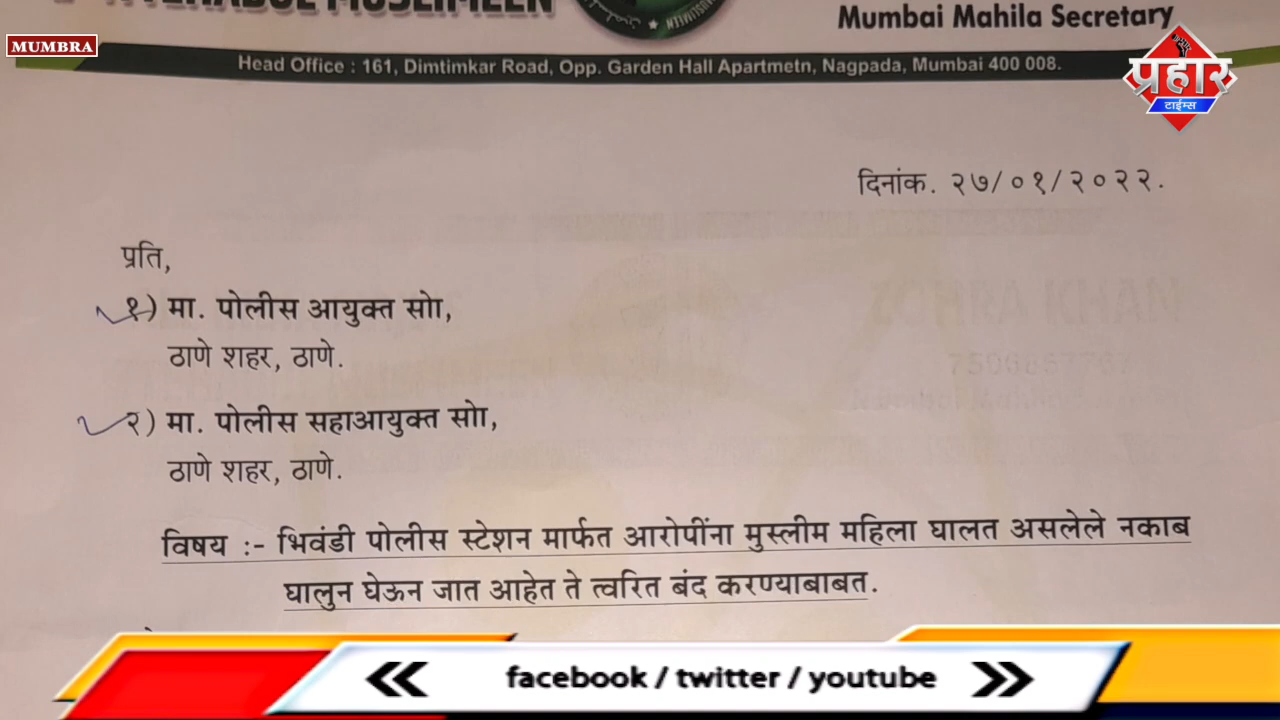 MUSLIMEEN
Mumbai Mahila Secretary
MUMBRA
Head Office : 161, Dimtimkar Road, Opp. Garden Hall Apartmetn, Nagpada, Mumbai 400 008.
प्रहार
टाईम्स
दिनांक. २७/०१/२०२२.
प्रति,
१) मा. पोलीस आयुक्त सोा,
ठाणे शहर, ठाणे.
२) मा. पोलीस सहाआयुक्त सोा,
ठाणे शहर, ठाणे.
विषय :- भिवंडी पोलीस स्टेशन मार्फत आरोपींना मुस्लीम महिला घालत असलेले नकाब
घालुन घेऊन जात आहेत ते त्वरित बंद करण्याबाबत.
facebook / twitter / youtube